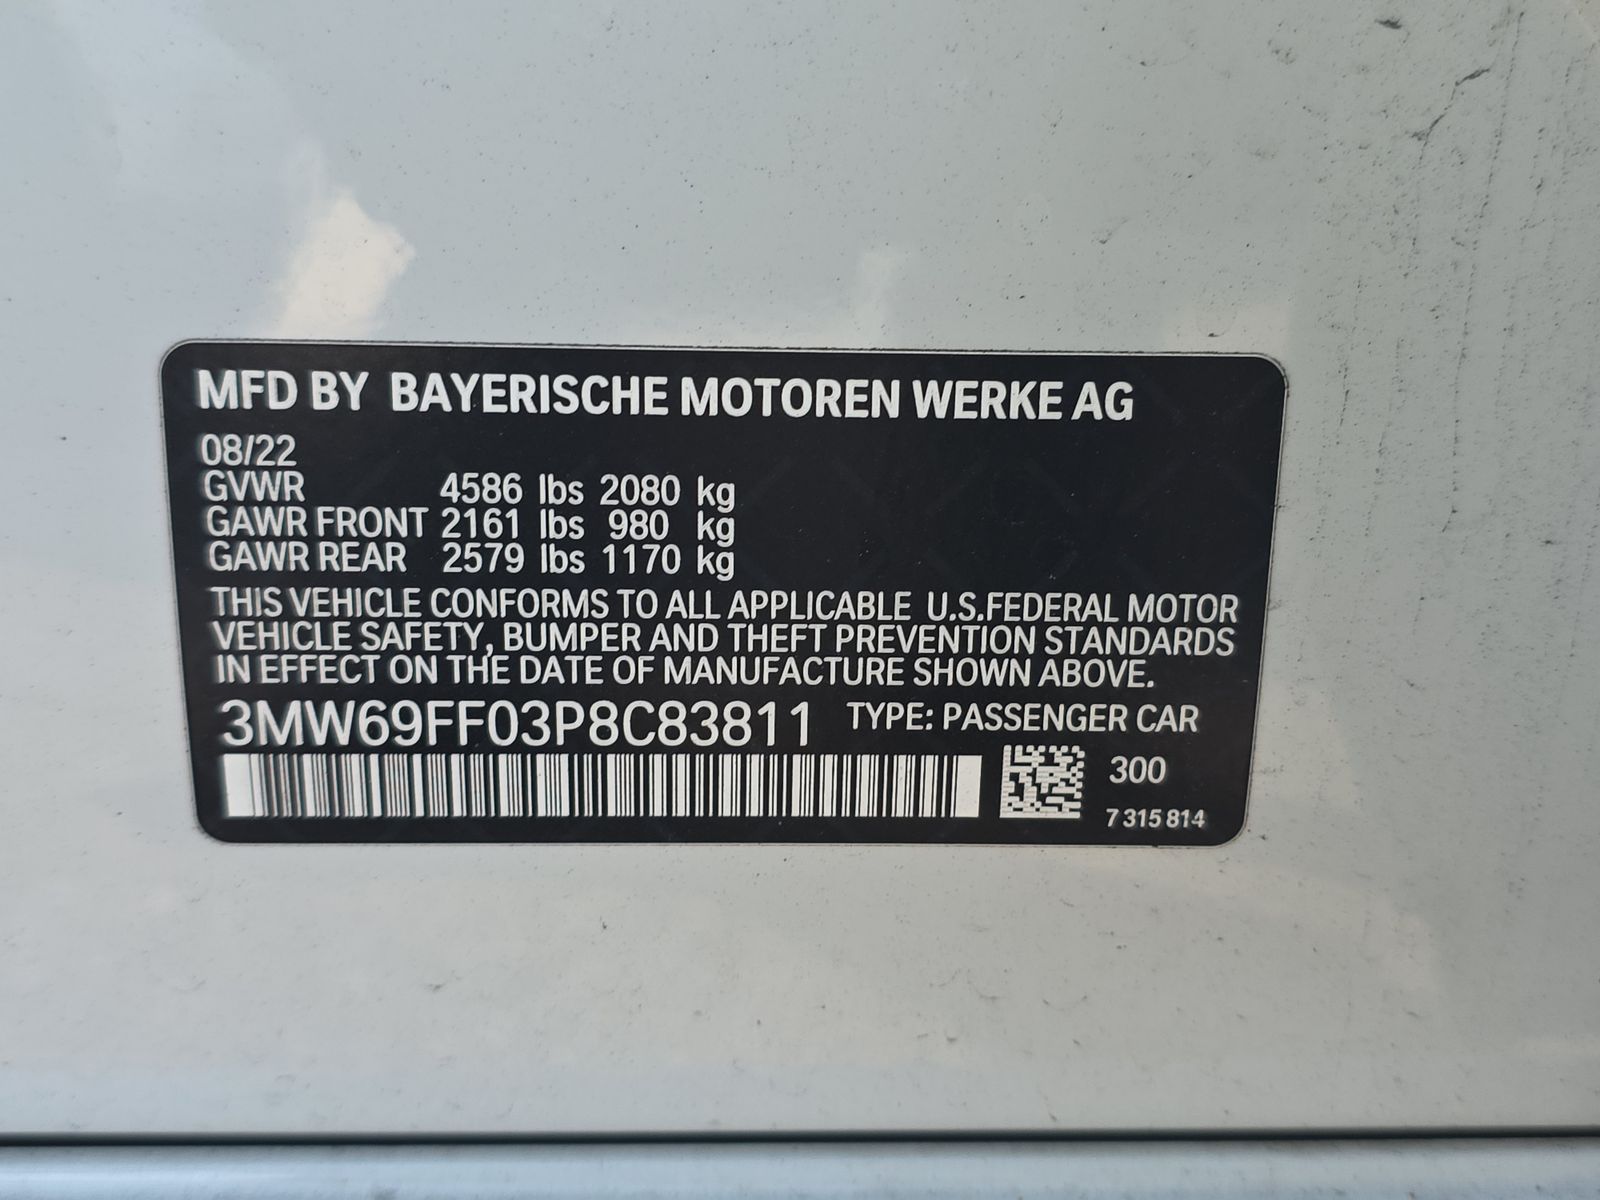 MFD BY BAYERISCHE MOTOREN WERKE AG
08/22
GVWR 4586 lbs 2080 kg
GAWR FRONT 2161 lbs 980 kg
GAWR REAR 2579 lbs 1170 kg
THIS VEHICLE CONFORMS TO ALL APPLICABLE U.S.FEDERAL MOTOR
VEHICLE SAFETY, BUMPER AND THEFT PREVENTION STANDARDS
IN EFFECT ON THE DATE OF MANUFACTURE SHOWN ABOVE.
3MW69FF03P8C83811 TYPE: PASSENGER CAR
300
7 315 814